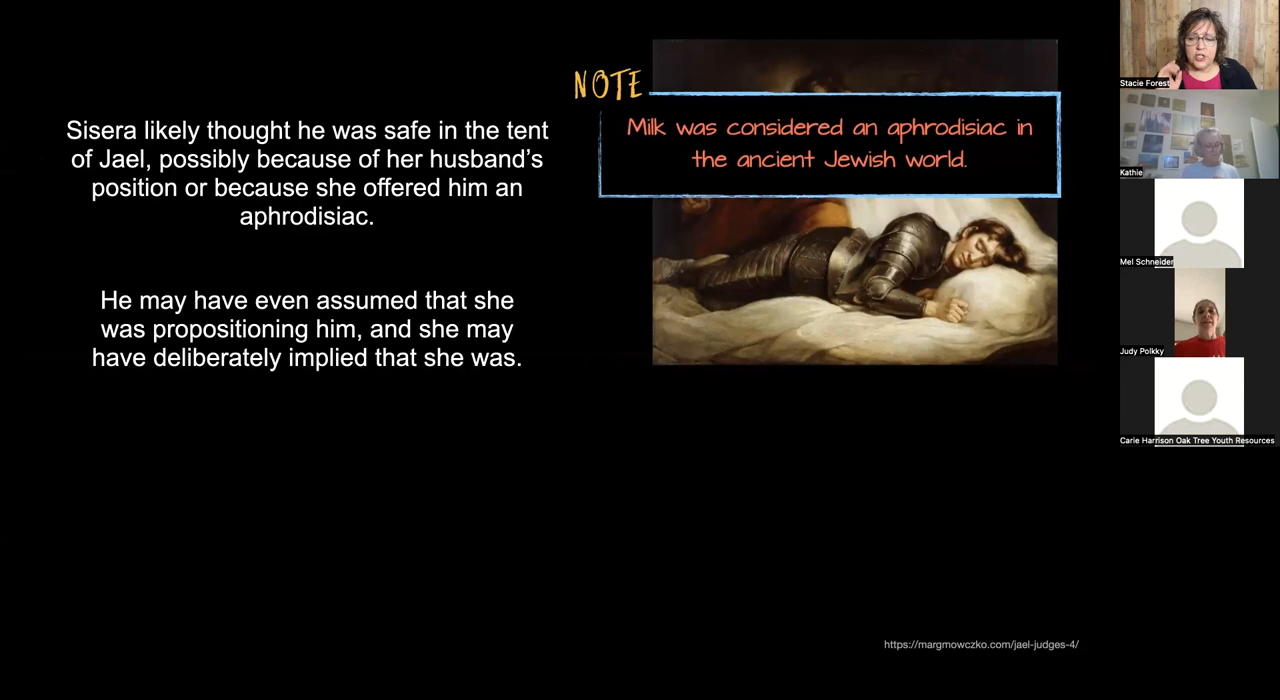 Sisera likely thought he was safe in the tent
of Jael, possibly because of her husband's
position or because she offered him an
aphrodisiac.
He may have even assumed that she
was propositioning him, and she may
have deliberately implied that she was.
NOTE
Milk was considered an aphrodisiac in
the ancient Jewish world.
https://margmowczko.com/jael-judges-4/
Stacie Forest
Kathie
Mel Schneider
Judy Polkky
Carie Harrison Oak Tree Youth Resources